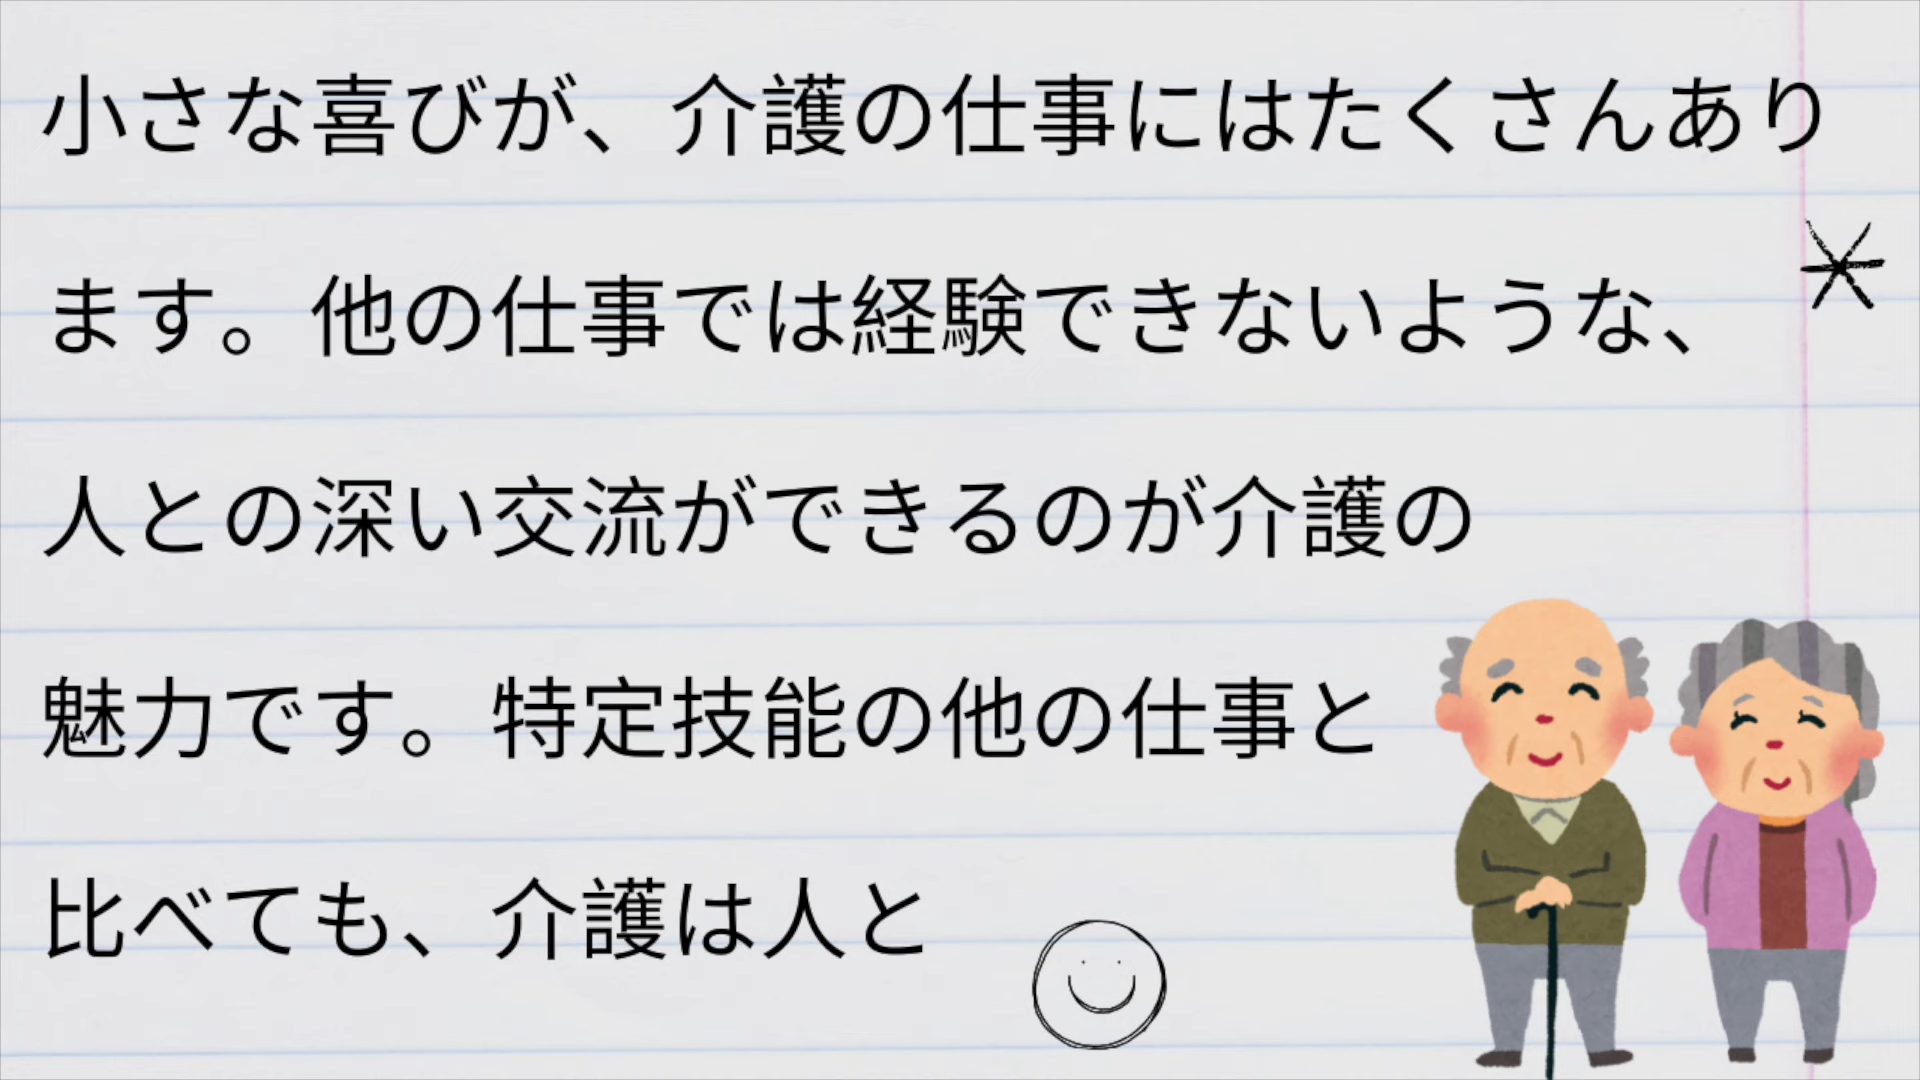 小さな喜びが、介護の仕事にはたくさんあり
ます。他の仕事では経験できないような、
人との深い交流ができるのが介護の
魅力です。特定技能の他の仕事と
比べても、介護は人と